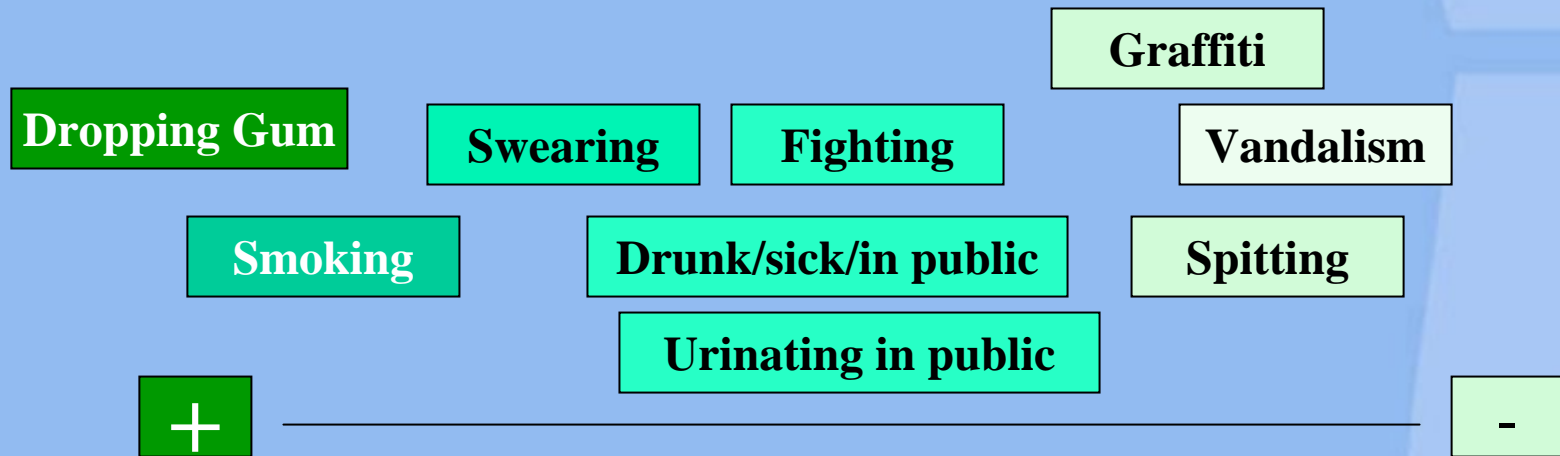 Graffiti
Dropping Gum
Swearing
Fighting
Vandalism
Smoking
Drunk/sick/in public
Spitting
Urinating in public
+
-